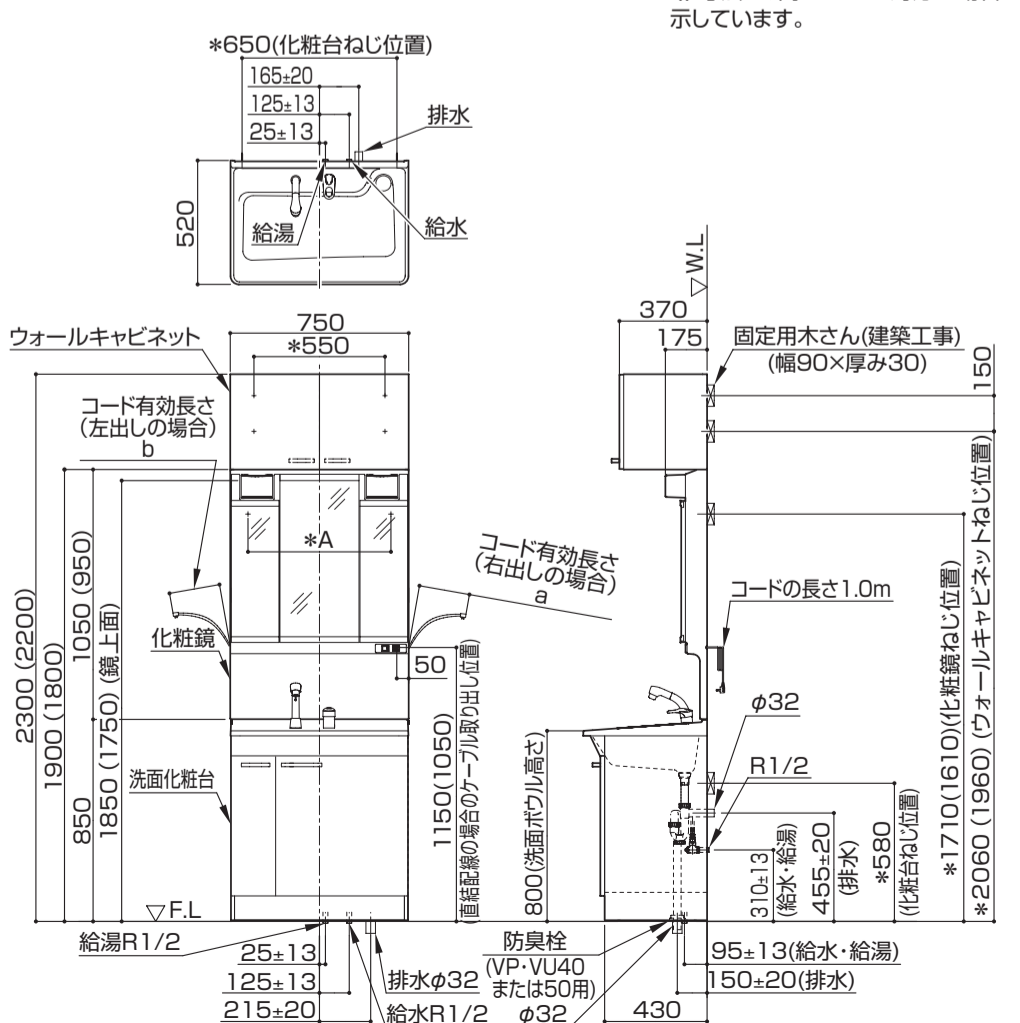 示しています。
*650(化粧台ねじ位置)
165±20
125±13
25±13
排水
520
給湯
給水
W.L
ウォールキャビネット
750
*550
370
175
固定用木さん(建築工事)
(幅90×厚み30)
150
コード有効長さ
(左出しの場合)
b
*A
コード有効長さ
(右出しの場合)
a
コードの長さ1.0m
化粧鏡
50
φ32
R1/2
洗面化粧台
2300 (2200)
1900 (1800)
1050 (950)
850
1850 (1750) (鏡上面)
1150(1050)
(直結配線の場合のケーブル取り出し位置)
800(洗面ボウル高さ)
310±13
(給水・給湯)
455±20
(排水)
*580
(化粧台ねじ位置)
*1710(1610)(化粧鏡ねじ位置)
*2060 (1960) (ウォールキャビネットねじ位置)
F.L
給湯R1/2
25±13
125±13
215±20
排水φ32
給水R1/2
防臭栓
(VP・VU40
または50用)
φ32
95±13(給水・給湯)
150±20(排水)
430